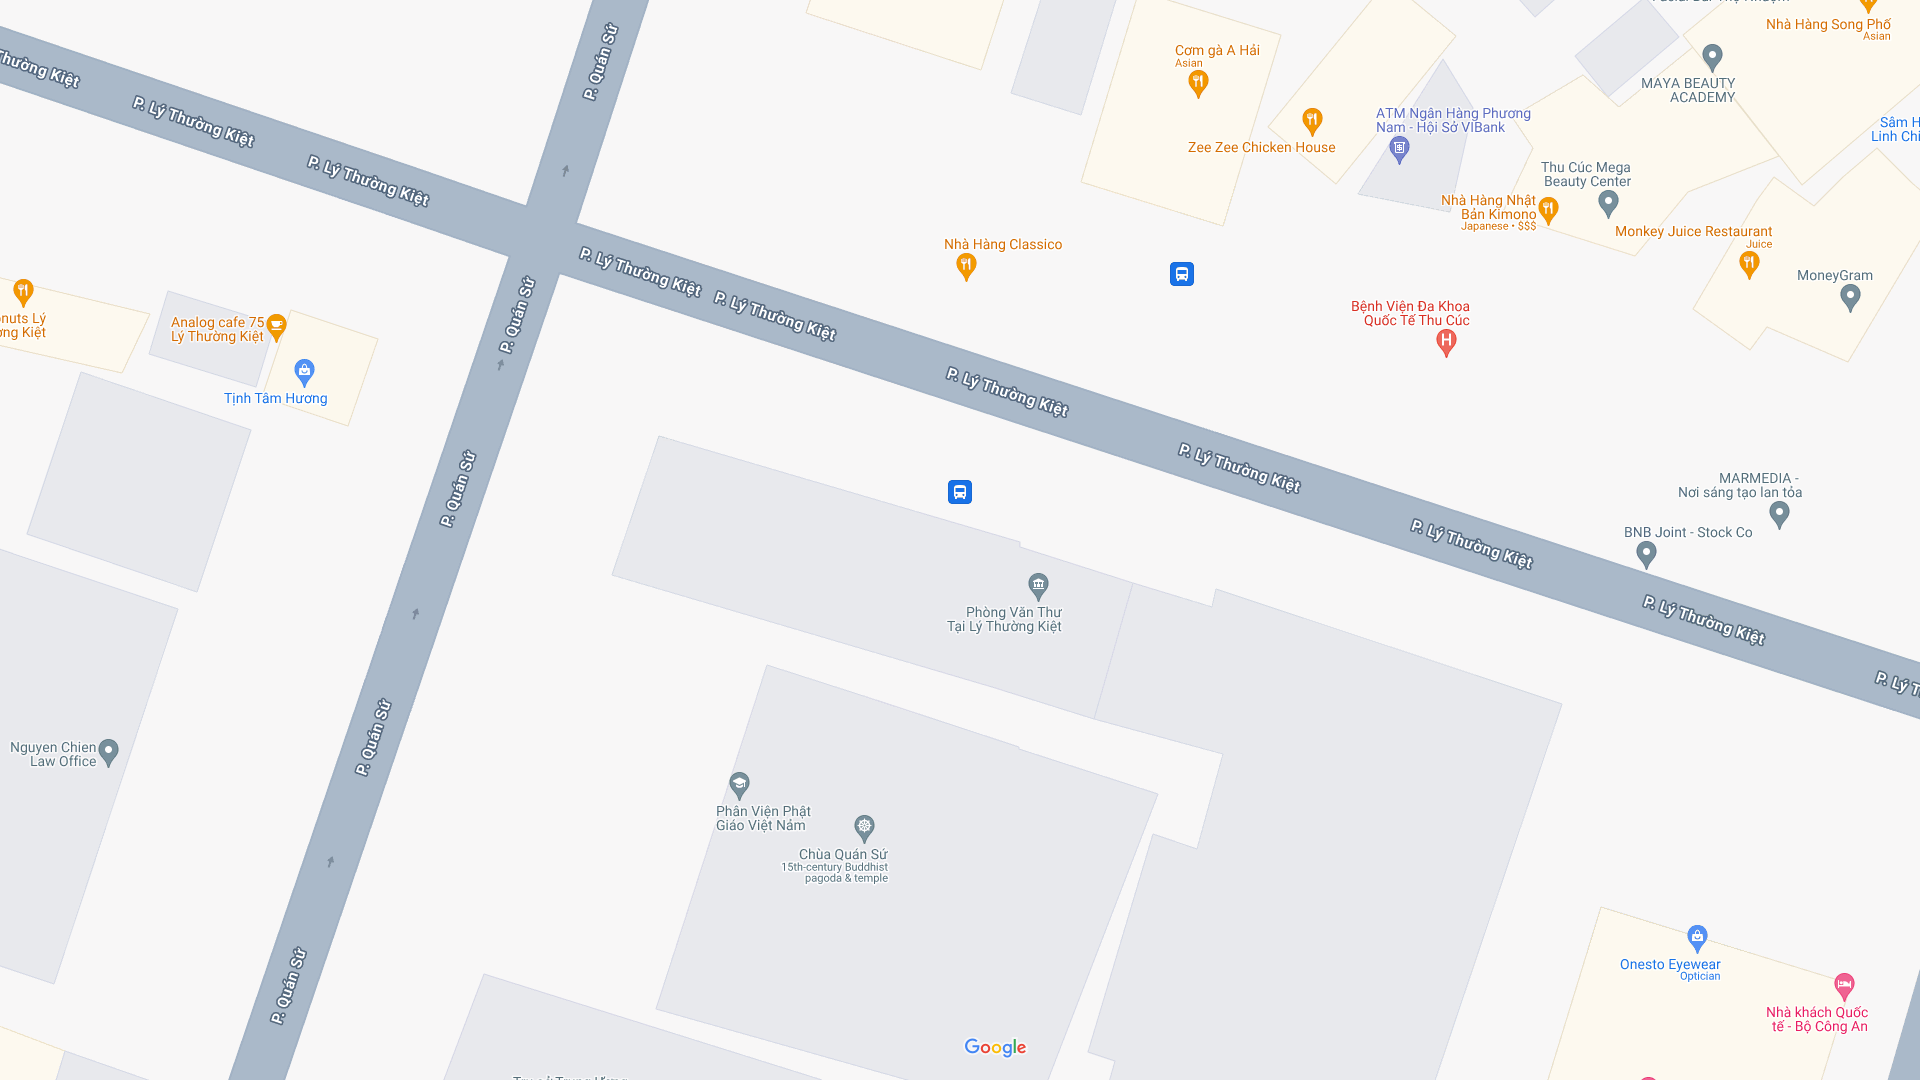 Nhà Hàng Song Phố
Asian
Cơm gà A Hải
Asian
P. Quán Sứ
Thường Kiệt
MAYA BEAUTY
ACADEMY
P. Lý Thường Kiệt
ATM Ngân Hàng Phương
Nam - Hội Sở VIBank
Sâm H
Linh Chi
Zee Zee Chicken House
P. Lý Thường Kiệt
Thu Cúc Mega
Beauty Center
Nhà Hàng Nhật
Bản Kimono
Japanese • $$$
Monkey Juice Restaurant
Juice
Nhà Hàng Classico
P. Lý Thường Kiệt
MoneyGram
P. Lý Thường Kiệt
P. Quán Sứ
Bệnh Viện Đa Khoa
Quốc Tế Thu Cúc
nuts Lý
ng Kiệt
Analog cafe 75
Lý Thường Kiệt
Tịnh Tâm Hương
P. Lý Thường Kiệt
P. Lý Thường Kiệt
P. Quán Sứ
MARMEDIA -
Nơi sáng tạo lan tỏa
BNB Joint - Stock Co
P. Lý Thường Kiệt
Phòng Văn Thư
Tại Lý Thường Kiệt
P. Lý Thường Kiệt
P. Lý T
P. Quán Sứ
Nguyen Chien
Law Office
Phân Viện Phật
Giáo Việt Nảm
Chùa Quán Sứ
15th-century Buddhist
pagoda & temple
Onesto Eyewear
Optician
P. Quán Sứ
Nhà khách Quốc
tế - Bộ Công An
Google